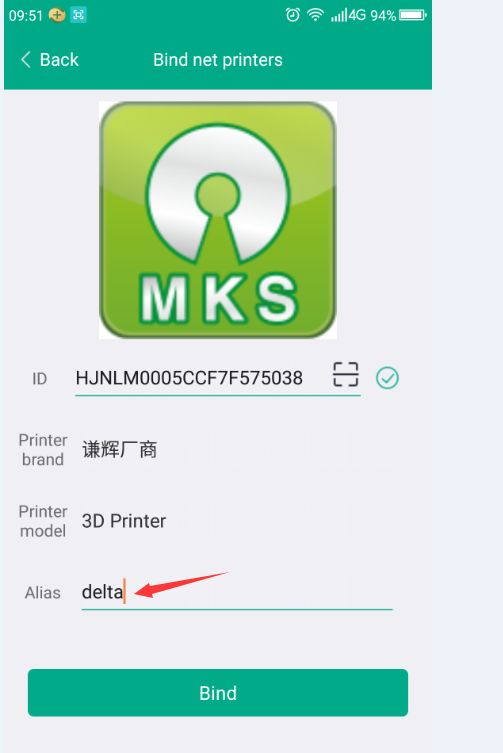 09:51 4G 94%
Back Bind net printers
MKS
ID HJNLM0005CCF7F575038
Printer
brand 谦辉厂商
Printer
model 3D Printer
Alias delta
Bind